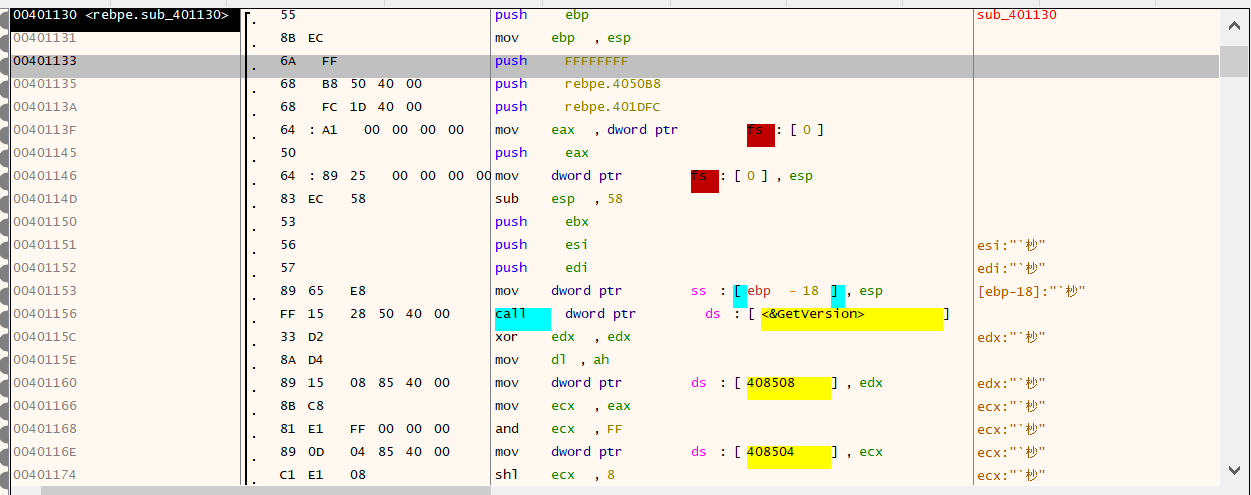 00401130 <rebpe.sub_401130> 55 push ebp sub_401130
00401131 8B EC mov ebp , esp
00401133 6A FF push FFFFFFFF
00401135 68 B8 50 40 00 push rebpe.4050B8
0040113A 68 FC 1D 40 00 push rebpe.401DFC
0040113F 64 : A1 00 00 00 00 mov eax , dword ptr fs : [ 0 ]
00401145 50 push eax
00401146 64 : 89 25 00 00 00 00 mov dword ptr fs : [ 0 ] , esp
0040114D 83 EC 58 sub esp , 58
00401150 53 push ebx
00401151 56 push esi esi:"`秒"
00401152 57 push edi edi:"`秒"
00401153 89 65 E8 mov dword ptr ss : [ ebp - 18 ] , esp [ebp-18]:"`秒"
00401156 FF 15 28 50 40 00 call dword ptr ds : [ <&GetVersion> ]
0040115C 33 D2 xor edx , edx edx:"`秒"
0040115E 8A D4 mov dl , ah
00401160 89 15 08 85 40 00 mov dword ptr ds : [ 408508 ] , edx edx:"`秒"
00401166 8B C8 mov ecx , eax ecx:"`秒"
00401168 81 E1 FF 00 00 00 and ecx , FF ecx:"`秒"
0040116E 89 0D 04 85 40 00 mov dword ptr ds : [ 408504 ] , ecx ecx:"`秒"
00401174 C1 E1 08 shl ecx , 8 ecx:"`秒"